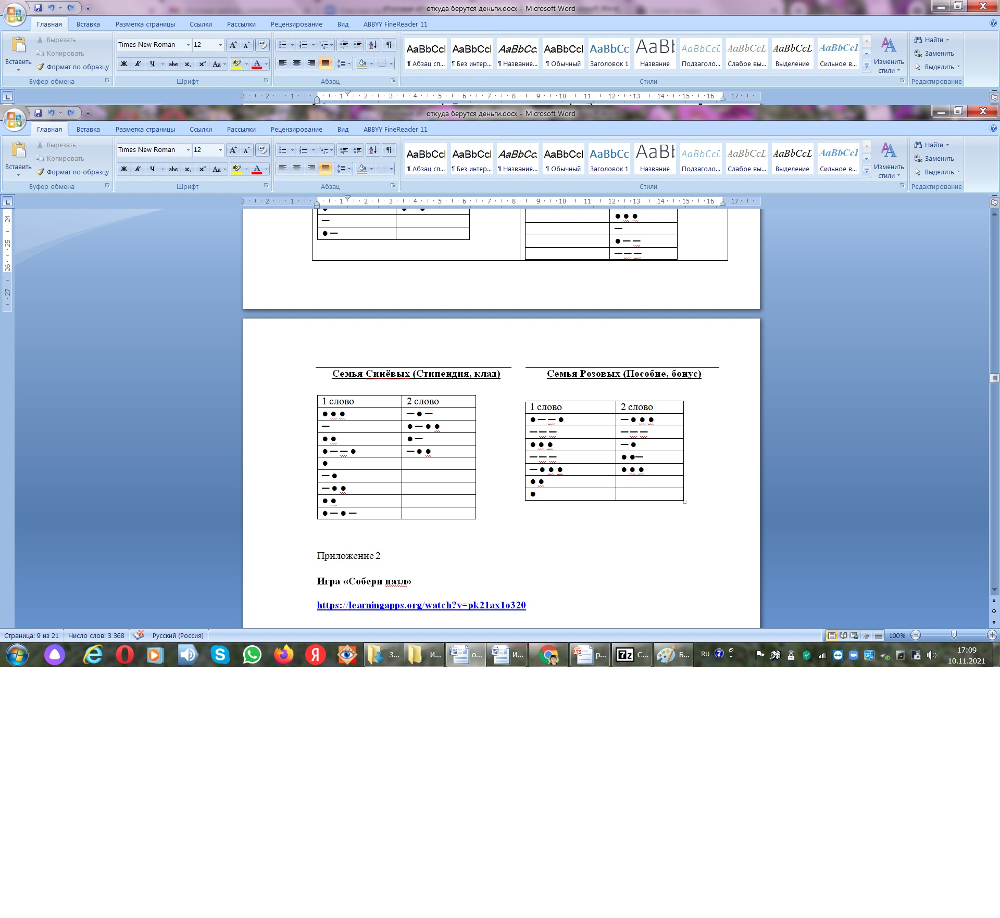 откуда берутся деньги.docx - Microsoft Word
Главная Вставка Разметка страницы Ссылки Рассылки Рецензирование Вид ABBYY FineReader 11
Вставить Вырезать Копировать Формат по образцу
Times New Roman 12
Ж К Ч abc x₂ x² Aa
AaBbCcI AaBbCcI AaBbCc. AaBbCcI AaBbCc AaBb AaBbCcL AaBbCcL AaBbCcL AaBbCcI
¶ Абзац сп... ¶ Без интер... ¶ Название... ¶ Обычный Заголовок 1 Название Подзаголо... Слабое вы... Выделение Сильное в...
Изменить стили
Найти
Заменить
Выделить
Буфер обмена Шрифт Абзац Стили Редактирование
3 2 1 1 2 3 4 5 6 7 8 9 10 11 12 13 14 15 16 17
откуда берутся деньги.docx - Microsoft Word
Главная Вставка Разметка страницы Ссылки Рассылки Рецензирование Вид ABBYY FineReader 11
Вставить Вырезать Копировать Формат по образцу
Times New Roman 12
Ж К Ч abc x₂ x² Aa
AaBbCcI AaBbCcI AaBbCc. AaBbCcI AaBbCc AaBb AaBbCcL AaBbCcL AaBbCcL AaBbCcI
¶ Абзац сп... ¶ Без интер... ¶ Название... ¶ Обычный Заголовок 1 Название Подзаголо... Слабое вы... Выделение Сильное в...
Изменить стили
Найти
Заменить
Выделить
Буфер обмена Шрифт Абзац Стили Редактирование
3 2 1 1 2 3 4 5 6 7 8 9 10 11 12 13 14 15 16 17
24 25 26 27
● ● ●
—
—
● —
● — —
— — —
Семья Синёвых (Стипендия, клад)
1 слово 2 слово
● ● ● — ● —
— ● — ● ●
● ● ● —
● — — ● — ● ●
●
— ●
— ● ●
● ●
● — ● —
Семья Розовых (Пособие, бонус)
1 слово 2 слово
● — — ● — ● ● ●
— — — — — —
● ● ● — ●
— — — ● ● —
— ● ● ● ● ● ●
● ●
●
Приложение 2
Игра «Собери пазл»
https://learningapps.org/watch?v=pk21ax1o320
Страница: 9 из 21 Число слов: 3 368 Русский (Россия) 100%
З... И... о... И... р... С... Б... RU 17:09
10.11.2021